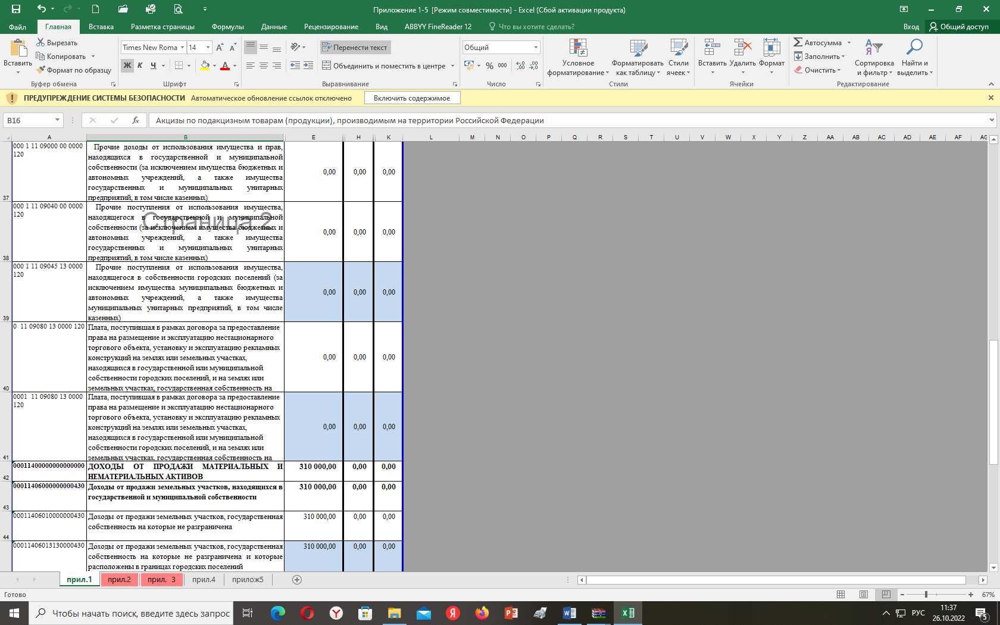 Приложение 1-5 [Режим совместимости] - Excel (Сбой активации продукта)
Файл Главная Вставка Разметка страницы Формулы Данные Рецензирование Вид ABBYY FineReader 12 Что вы хотите сделать? Вход Общий доступ
Вставить
Вырезать
Копировать
Формат по образцу
Буфер обмена
Times New Roma 14
Ж К Ч
Шрифт
Перенести текст
Объединить и поместить в центре
Выравнивание
Общий
% 000
Число
Условное форматирование
Форматировать как таблицу
Стили ячеек
Стили
Вставить Удалить Формат
Ячейки
Автосумма
Заполнить
Очистить
Сортировка и фильтр
Найти и выделить
Редактирование
ПРЕДУПРЕЖДЕНИЕ СИСТЕМЫ БЕЗОПАСНОСТИ Автоматическое обновление ссылок отключено Включить содержимое
B16 fx Акцизы по подакцизным товарам (продукции), производимым на территории Российской Федерации
A B E H K L M N O P Q R S T U V W X Y Z AA AB AC AD AE AF AG
000 1 11 09000 00 0000
120
Прочие доходы от использования имущества и прав,
находящихся в государственной и муниципальной
собственности (за исключением имущества бюджетных и
автономных учреждений, а также имущества
государственных и муниципальных унитарных
предприятий, в том числе казенных)
0,00 0,00 0,00
37
000 1 11 09040 00 0000
120
Прочие поступления от использования имущества,
находящегося в государственной и муниципальной
собственности (за исключением имущества бюджетных и
автономных учреждений, а также имущества
государственных и муниципальных унитарных
предприятий, в том числе казенных)
Страница 2
0,00 0,00 0,00
38
000 1 11 09045 13 0000
120
Прочие поступления от использования имущества,
находящегося в собственности городских поселений (за
исключением имущества муниципальных бюджетных и
автономных учреждений, а также имущества
муниципальных унитарных предприятий, в том числе
казенных)
0,00 0,00 0,00
39
0 11 09080 13 0000 120
Плата, поступившая в рамках договора за предоставление
права на размещение и эксплуатацию нестационарного
торгового объекта, установку и эксплуатацию рекламных
конструкций на землях или земельных участках,
находящихся в государственной или муниципальной
собственности городских поселений, и на землях или
земельных участках, государственная собственность на
0,00 0,00 0,00
40
0001 11 09080 13 0000
120
Плата, поступившая в рамках договора за предоставление
права на размещение и эксплуатацию нестационарного
торгового объекта, установку и эксплуатацию рекламных
конструкций на землях или земельных участках,
находящихся в государственной или муниципальной
собственности городских поселений, и на землях или
земельных участках, государственная собственность на
0,00 0,00 0,00
41
00011400000000000000
ДОХОДЫ ОТ ПРОДАЖИ МАТЕРИАЛЬНЫХ И
НЕМАТЕРИАЛЬНЫХ АКТИВОВ
310 000,00 0,00 0,00
42
00011406000000000430
Доходы от продажи земельных участков, находящихся в
государственной и муниципальной собственности
310 000,00 0,00 0,00
43
00011406010000000430
Доходы от продажи земельных участков, государственная
собственность на которые не разграничена
310 000,00 0,00 0,00
44
00011406013130000430
Доходы от продажи земельных участков, государственная
собственность на которые не разграничена и которые
расположены в границах городских поселений
310 000,00 0,00 0,00
прил.1 прил.2 прил. 3 прил.4 прилож5
Готово 67%
Чтобы начать поиск, введите здесь запрос
РУС
11:37
26.10.2022
5